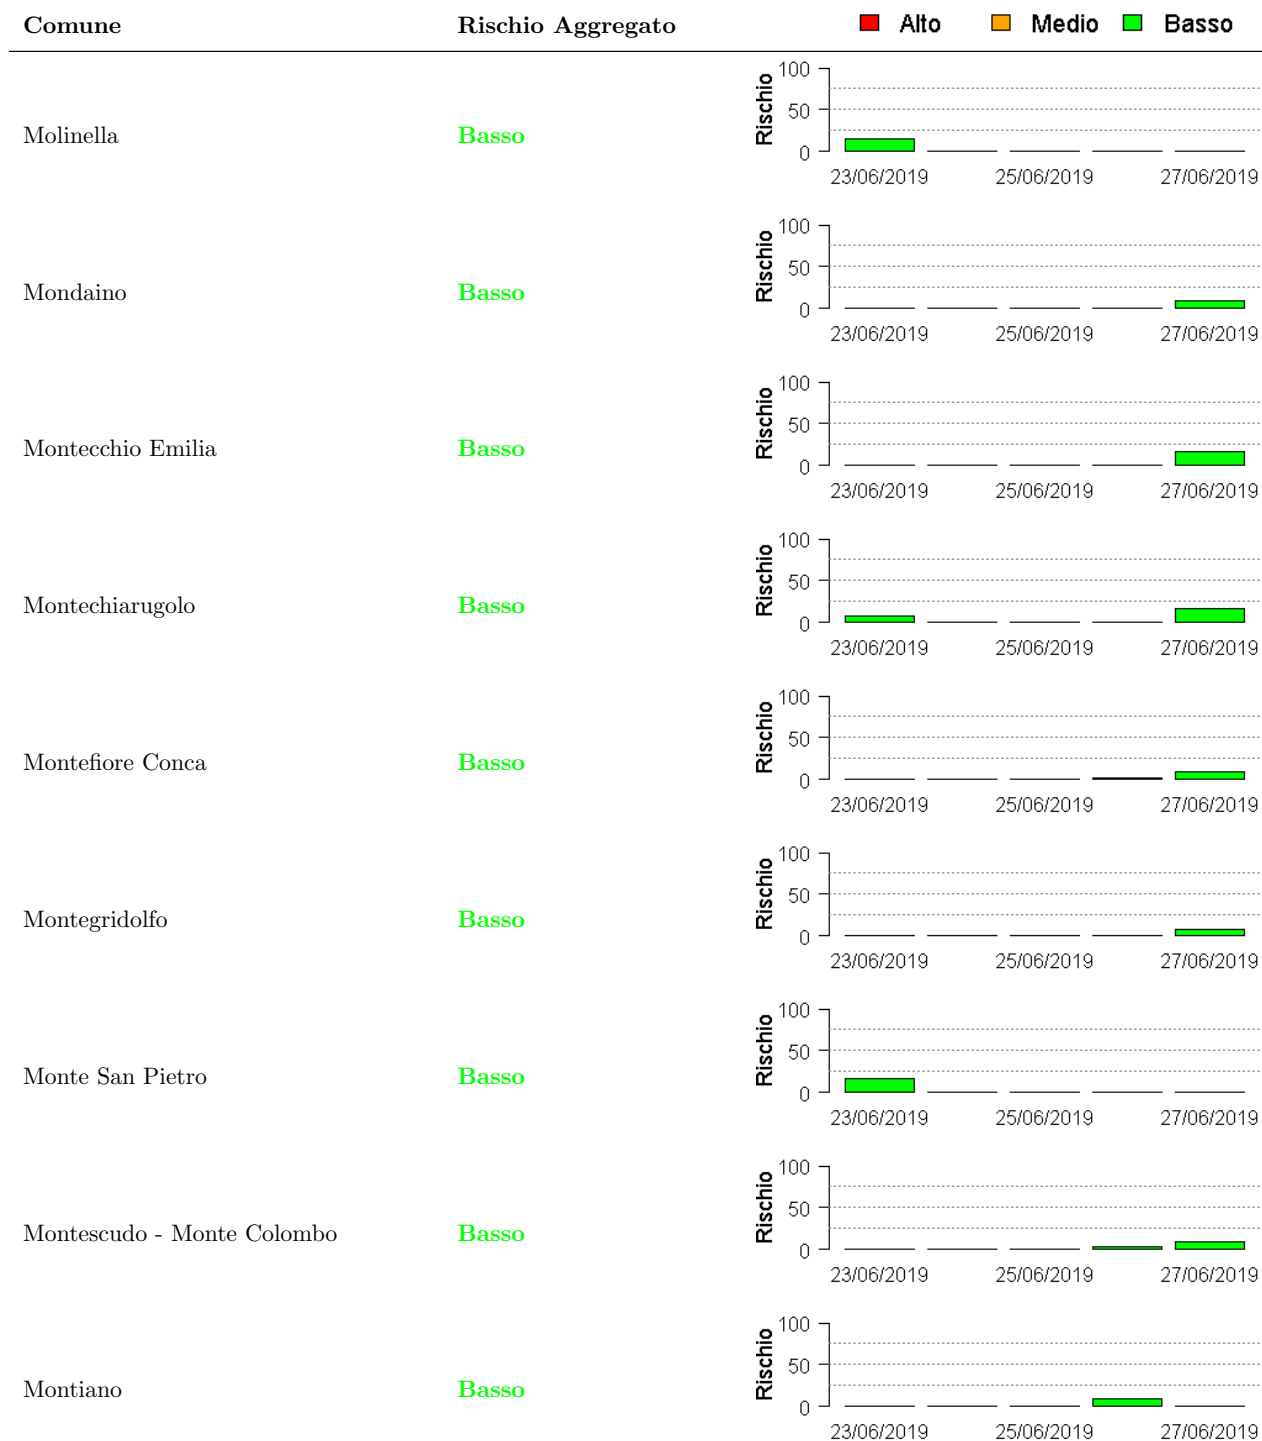 Comune Rischio Aggregato Alto Medio Basso
100
50
0
Rischio
Molinella Basso
23/06/2019 25/06/2019 27/06/2019
100
50
0
Rischio
Mondaino Basso
23/06/2019 25/06/2019 27/06/2019
100
50
0
Rischio
Montecchio Emilia Basso
23/06/2019 25/06/2019 27/06/2019
100
50
0
Rischio
Montechiarugolo Basso
23/06/2019 25/06/2019 27/06/2019
100
50
0
Rischio
Montefiore Conca Basso
23/06/2019 25/06/2019 27/06/2019
100
50
0
Rischio
Montegridolfo Basso
23/06/2019 25/06/2019 27/06/2019
100
50
0
Rischio
Monte San Pietro Basso
23/06/2019 25/06/2019 27/06/2019
100
50
0
Rischio
Montescudo - Monte Colombo Basso
23/06/2019 25/06/2019 27/06/2019
100
50
0
Rischio
Montiano Basso
23/06/2019 25/06/2019 27/06/2019